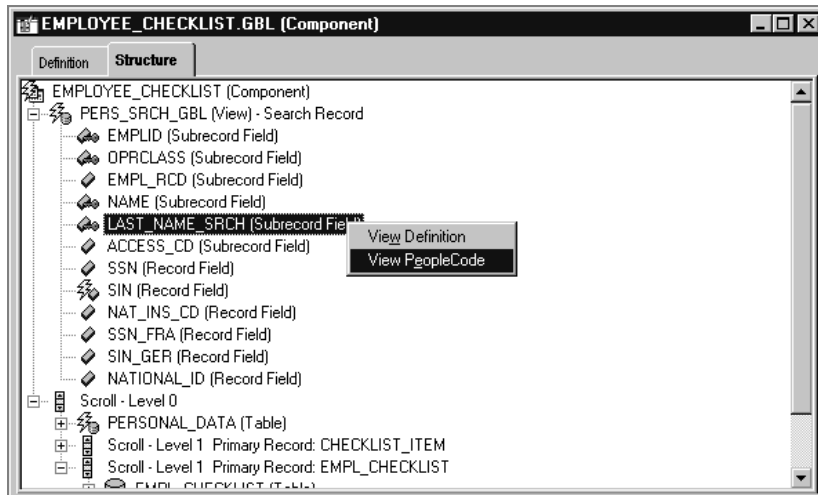 EMPLOYEE_CHECKLIST.GBL (Component)
Definition Structure
EMPLOYEE_CHECKLIST (Component)
PERS_SRCH_GBL (View) - Search Record
EMPLID (Subrecord Field)
OPRCLASS (Subrecord Field)
EMPL_RCD (Subrecord Field)
NAME (Subrecord Field)
LAST_NAME_SRCH (Subrecord Field)
View Definition
ACCESS_CD (Subrecord Field)
View PeopleCode
SSN (Record Field)
SIN (Record Field)
NAT_INS_CD (Record Field)
SSN_FRA (Record Field)
SIN_GER (Record Field)
NATIONAL_ID (Record Field)
Scroll - Level 0
PERSONAL_DATA (Table)
Scroll - Level 1 Primary Record: CHECKLIST_ITEM
Scroll - Level 1 Primary Record: EMPL_CHECKLIST
EMPL_CHECKLIST (Table)